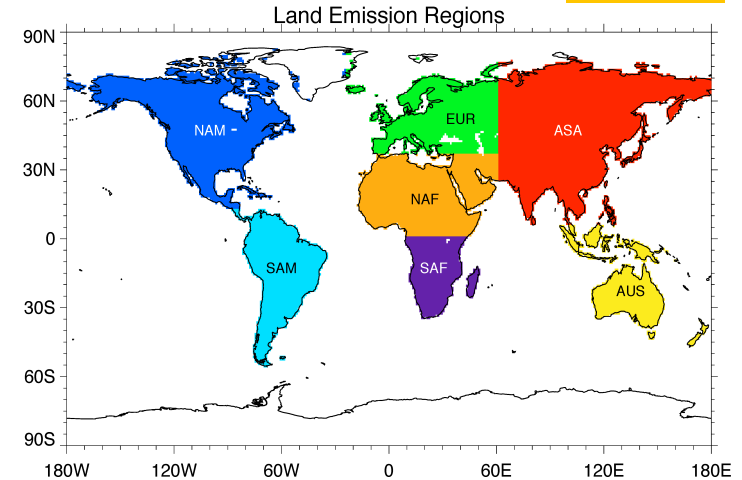 Land Emission Regions
90N
60N
30N
0
30S
60S
90S
NAM
EUR
ASA
NAF
SAM
SAF
AUS
180W 120W 60W 0 60E 120E 180E